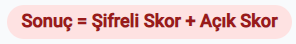 Sonuç = Şifreli Skor + Açık Skor